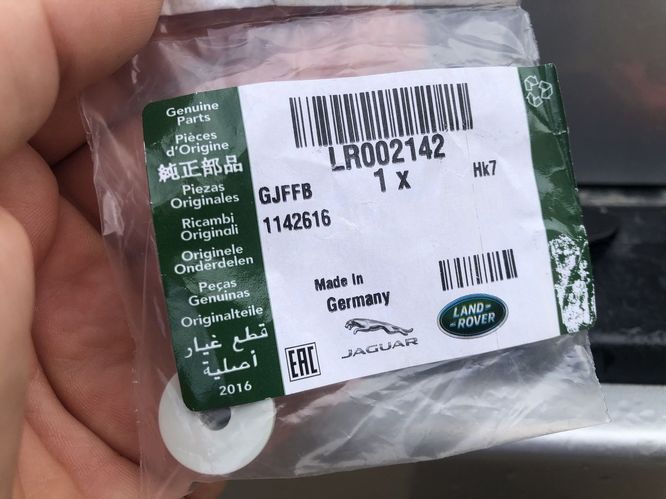 Genuine
Parts
Pièces
d'Origine
純正部品
Piezas
Originales
Ricambi
Originali
Originele
Onderdelen
Peças
Genuinas
Originalteile
قطع غيار
أصلية
2016
LR002142
1 x
Hk7
GJFFB
1142616
Made In
Germany
EAC
JAGUAR
LAND-
-ROVER